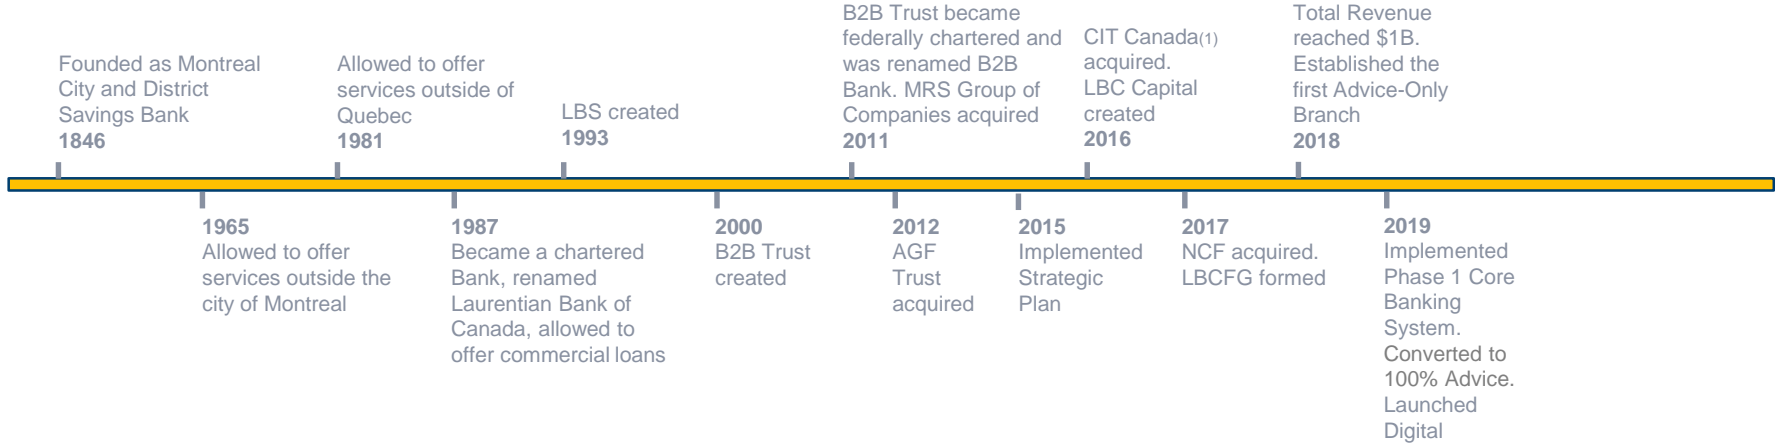 Founded as Montreal
City and District
Savings Bank
1846
Allowed to offer
services outside of
Quebec
1981
LBS created
1993
B2B Trust became
federally chartered and
was renamed B2B
Bank. MRS Group of
Companies acquired
2011
CIT Canada(1)
acquired.
LBC Capital
created
2016
Total Revenue
reached $1B.
Established the
first Advice-Only
Branch
2018
1965
Allowed to offer
services outside the
city of Montreal
1987
Became a chartered
Bank, renamed
Laurentian Bank of
Canada, allowed to
offer commercial loans
2000
B2B Trust
created
2012
AGF
Trust
acquired
2015
Implemented
Strategic
Plan
2017
NCF acquired.
LBCFG formed
2019
Implemented
Phase 1 Core
Banking
System.
Converted to
100% Advice.
Launched
Digital